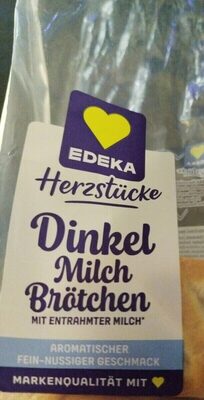 EDEKA
Herzstücke
Dinkel
Milch
Brötchen
MIT ENTRAHMTER MILCH*
AROMATISCHER
FEIN-NUSSIGER GESCHMACK
MARKENQUALITÄT MIT